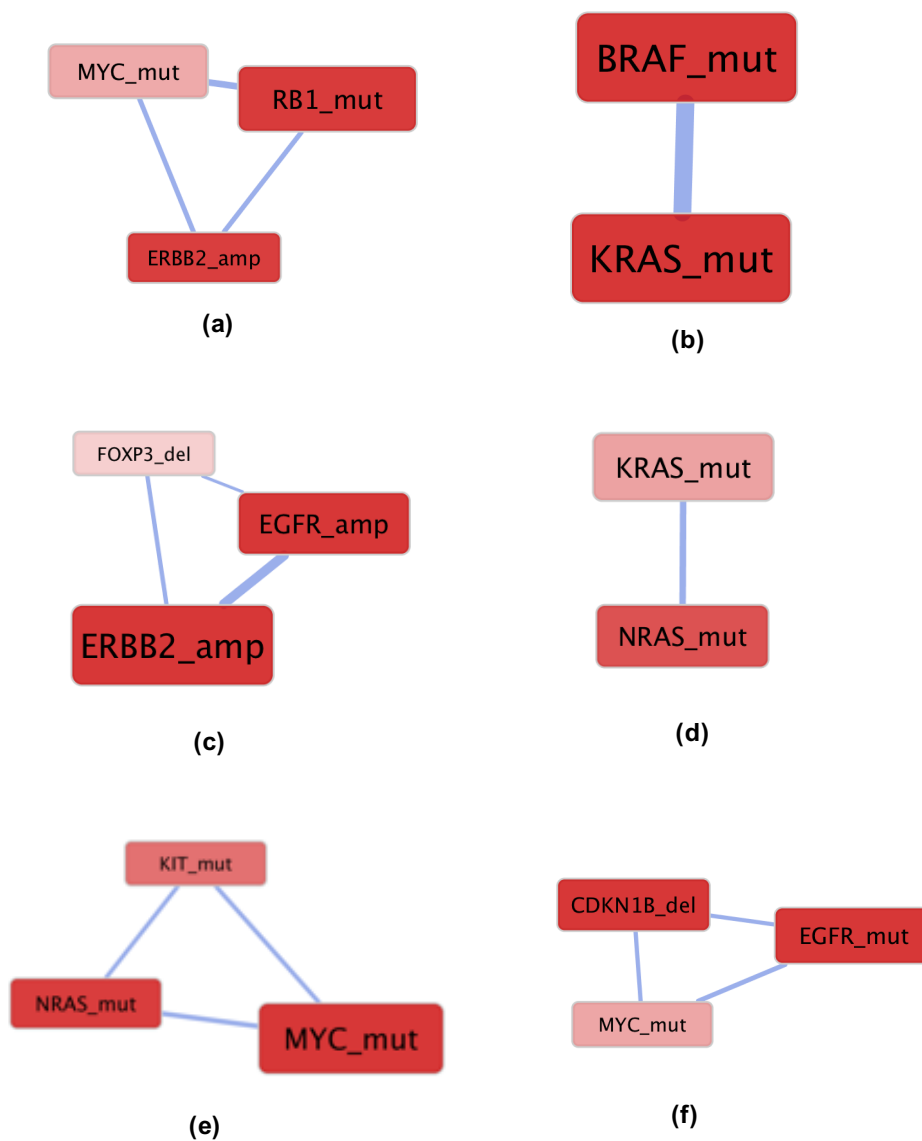 MYC_mut
RB1_mut
ERBB2_amp
(a)
BRAF_mut
KRAS_mut
(b)
FOXP3_del
EGFR_amp
ERBB2_amp
(c)
KRAS_mut
NRAS_mut
(d)
KIT_mut
NRAS_mut
MYC_mut
(e)
CDKN1B_del
EGFR_mut
MYC_mut
(f)